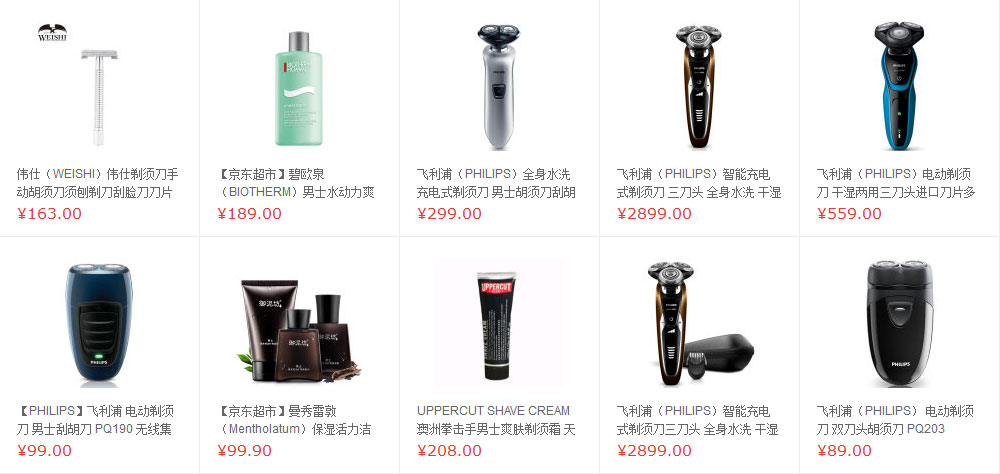 WEISHI
BIOTHERM
HOMME
PHILIPS
PHILIPS
伟仕（WEISHI）伟仕剃须刀手
动胡须刀须刨剃刀刮脸刀刀片
¥163.00
【京东超市】碧欧泉
（BIOTHERM）男士水动力爽
¥189.00
飞利浦（PHILIPS）全身水洗
充电式剃须刀 男士胡须刀刮胡
¥299.00
飞利浦（PHILIPS）智能充电
式剃须刀 三刀头 全身水洗 干湿
¥2899.00
飞利浦（PHILIPS）电动剃须
刀 干湿两用三刀头进口刀片多
¥559.00
PHILIPS
御泥坊
御泥坊
御泥坊
UPPERCUT
PHILIPS
【PHILIPS】飞利浦 电动剃须
刀 男士刮胡刀 PQ190 无线集
¥99.00
【京东超市】曼秀雷敦
（Mentholatum）保湿活力洁
¥99.90
UPPERCUT SHAVE CREAM
澳洲拳击手男士爽肤剃须霜 天
¥208.00
飞利浦（PHILIPS）智能充电
式剃须刀三刀头 全身水洗 干湿
¥2899.00
飞利浦（PHILIPS） 电动剃须
刀 双刀头胡须刀 PQ203
¥89.00